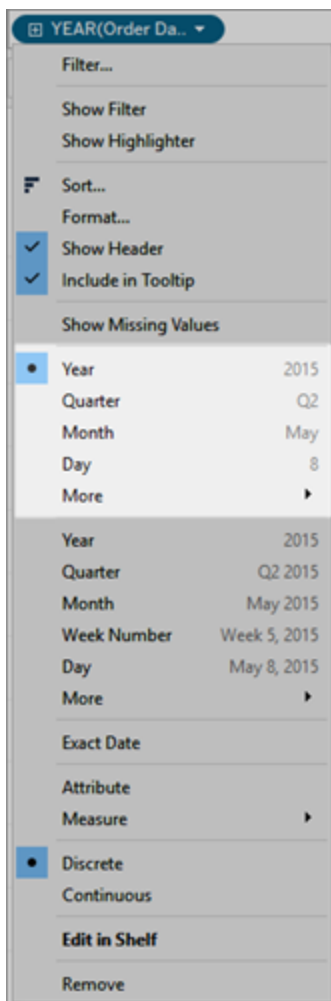 YEAR(Order Da..
Filter...
Show Filter
Show Highlighter
Sort...
Format...
Show Header
Include in Tooltip
Show Missing Values
Year 2015
Quarter Q2
Month May
Day 8
More
Year 2015
Quarter Q2 2015
Month May 2015
Week Number Week 5, 2015
Day May 8, 2015
More
Exact Date
Attribute
Measure
Discrete
Continuous
Edit in Shelf
Remove